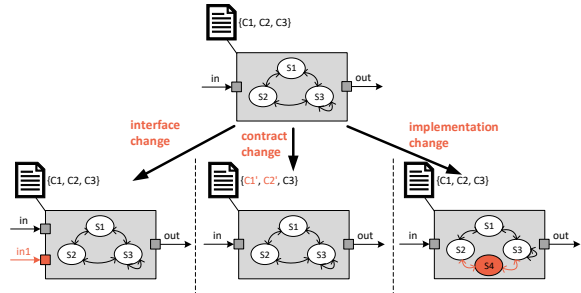 {C1, C2, C3}
in
S1
S2
S3
out
interface
change
contract
change
implementation
change
{C1, C2, C3}
in
in1
S1
S2
S3
out
{C1', C2', C3}
in
S1
S2
S3
out
{C1, C2, C3}
in
S1
S2
S3
S4
out